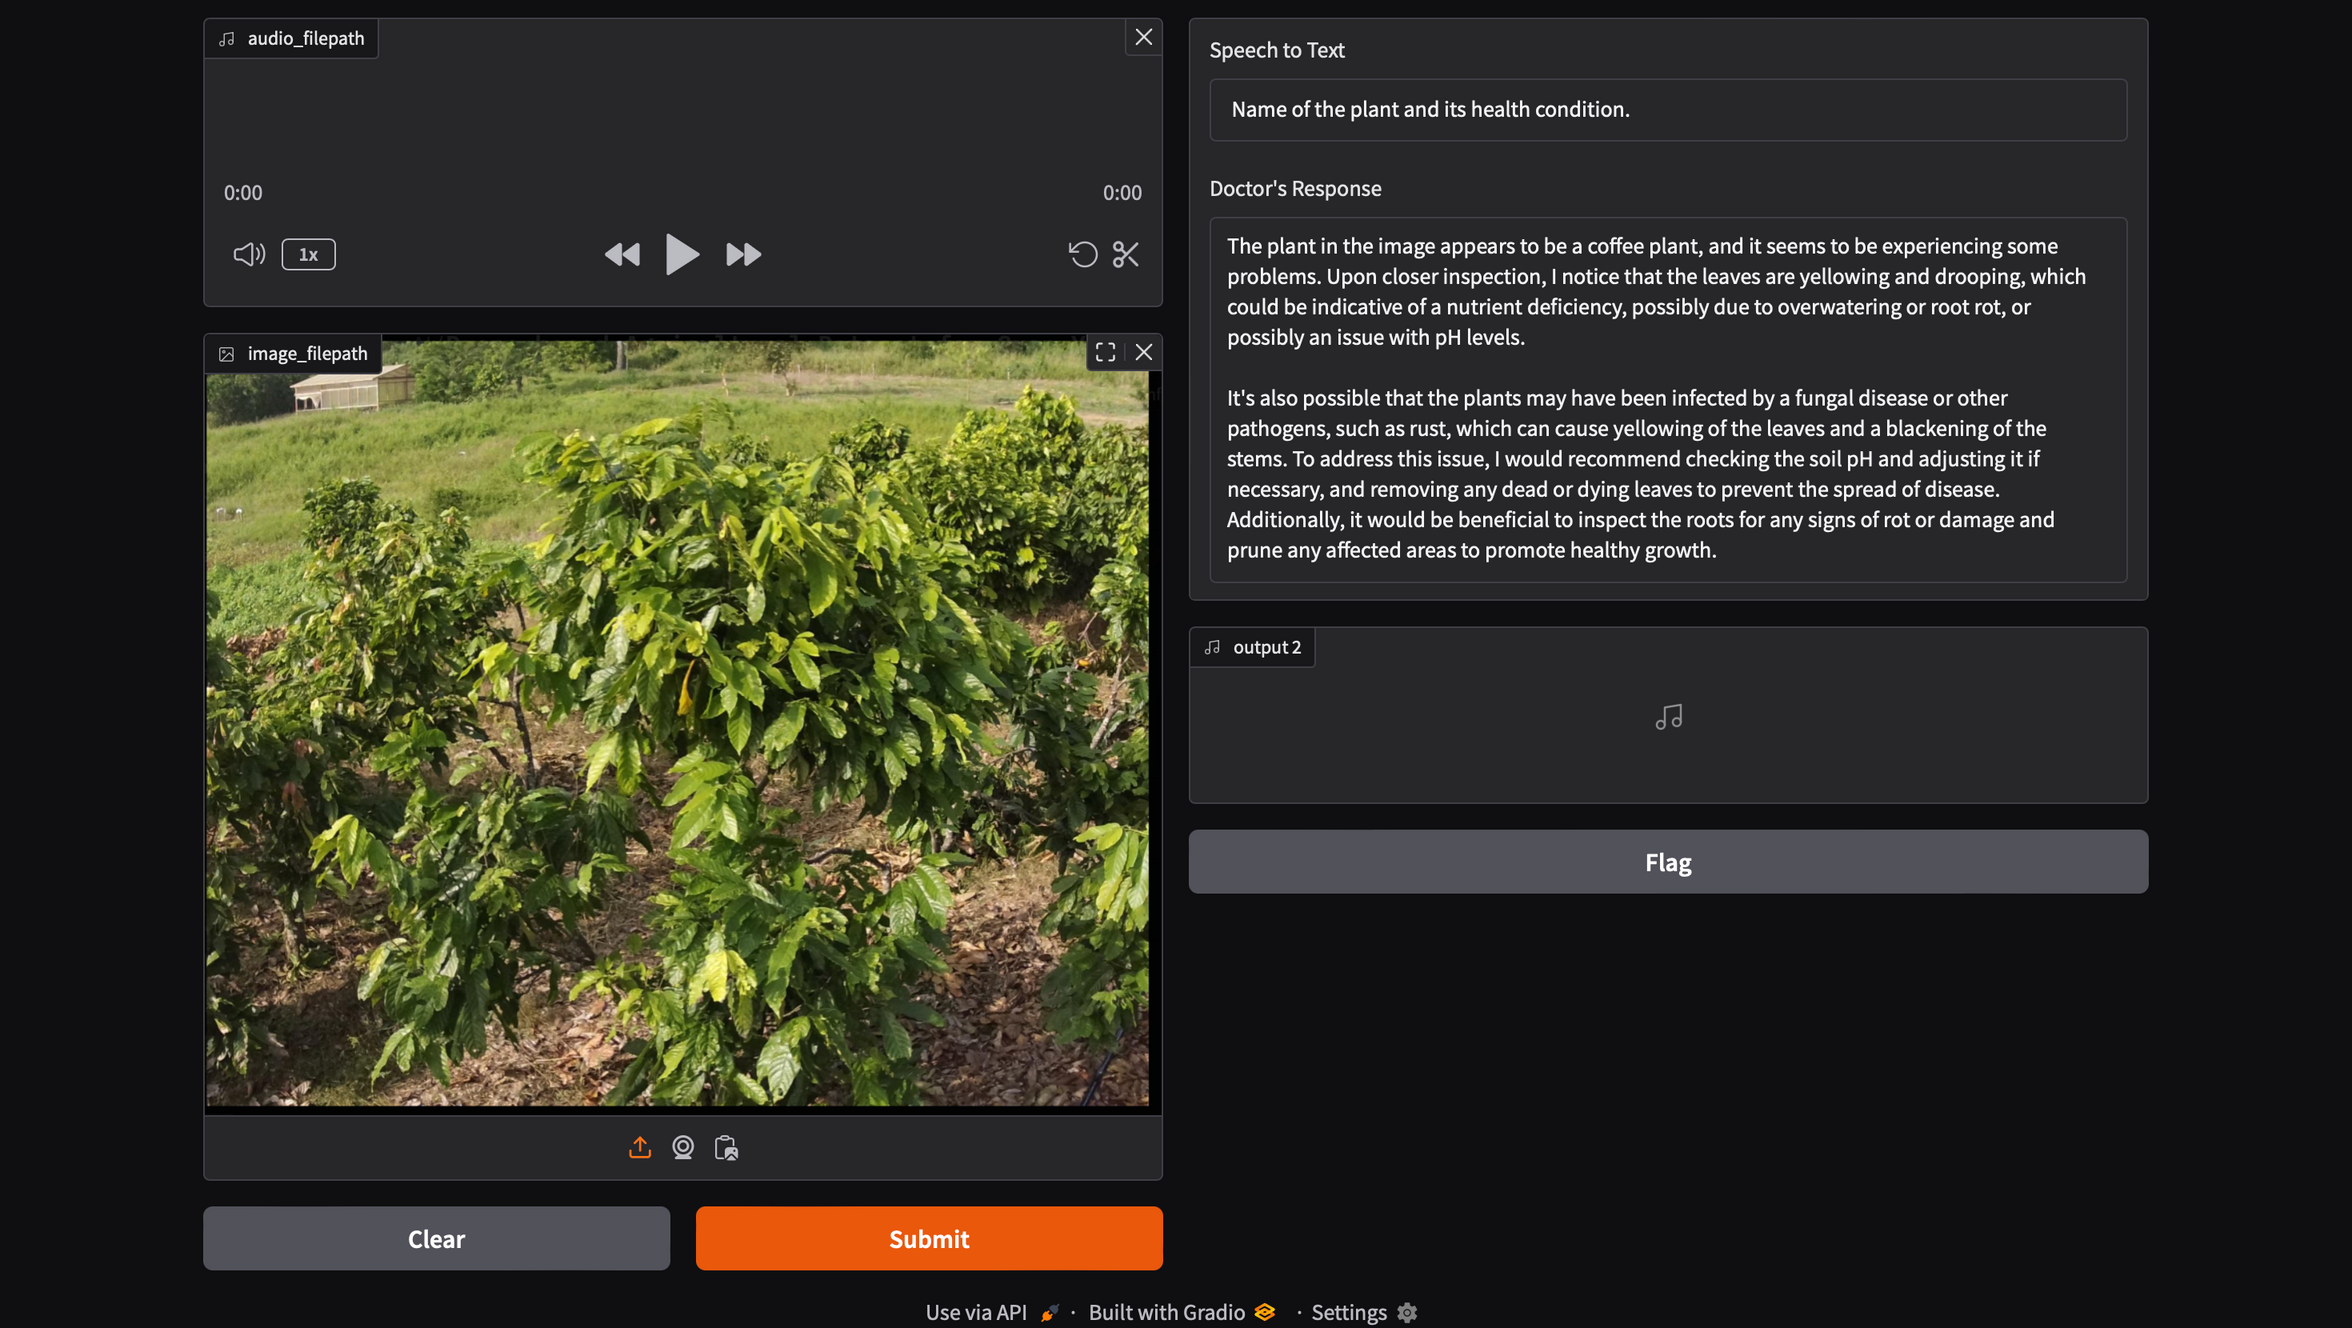 audio_filepath
0:00
0:00
1x
image_filepath
Clear
Submit
Speech to Text
Name of the plant and its health condition.
Doctor's Response
The plant in the image appears to be a coffee plant, and it seems to be experiencing some
problems. Upon closer inspection, I notice that the leaves are yellowing and drooping, which
could be indicative of a nutrient deficiency, possibly due to overwatering or root rot, or
possibly an issue with pH levels.
It's also possible that the plants may have been infected by a fungal disease or other
pathogens, such as rust, which can cause yellowing of the leaves and a blackening of the
stems. To address this issue, I would recommend checking the soil pH and adjusting it if
necessary, and removing any dead or dying leaves to prevent the spread of disease.
Additionally, it would be beneficial to inspect the roots for any signs of rot or damage and
prune any affected areas to promote healthy growth.
output 2
Flag
Use via API · Built with Gradio · Settings